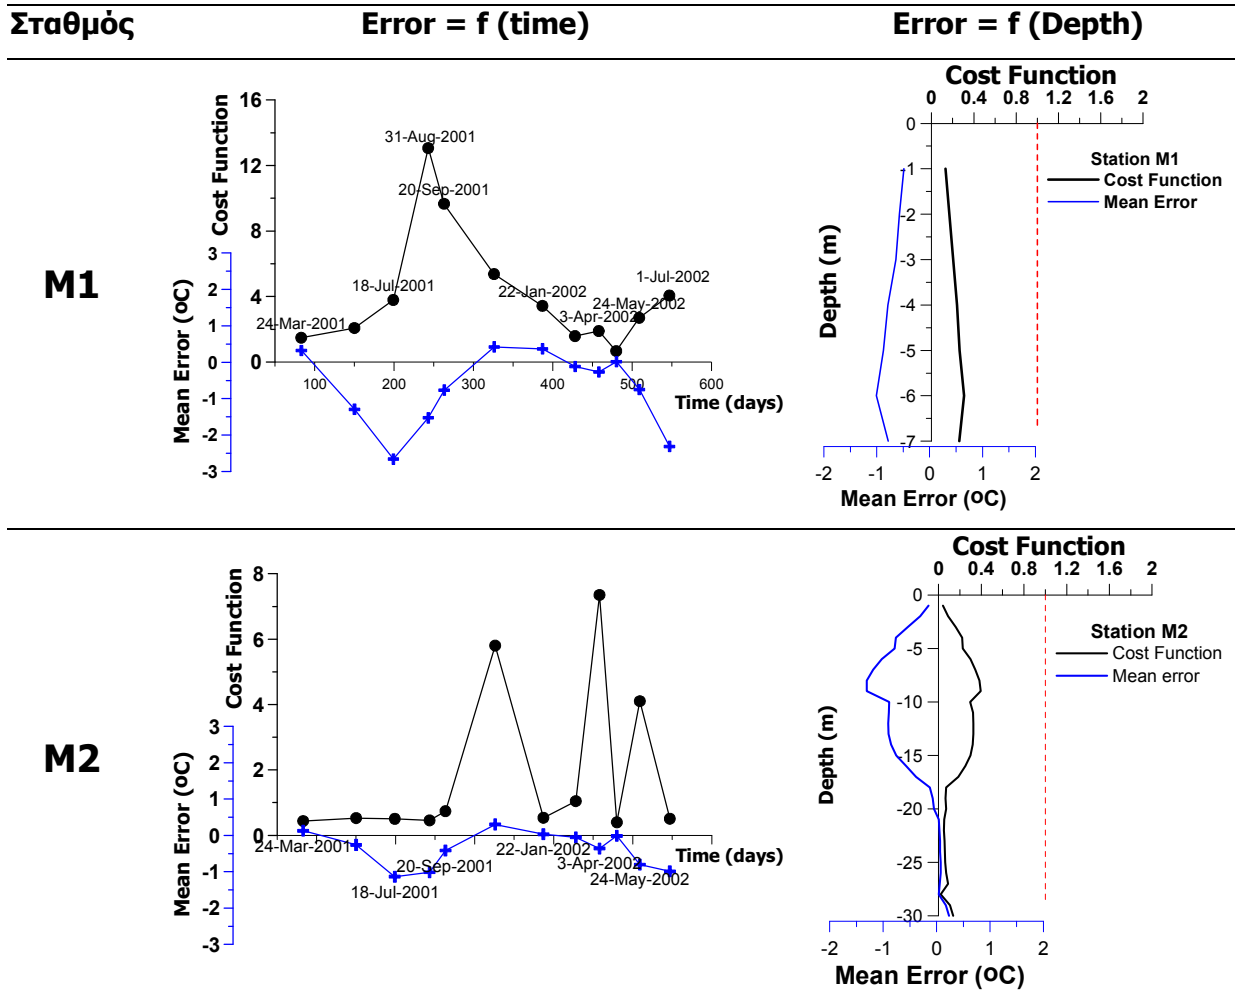 Σταθμός Error = f (time) Error = f (Depth)
M1
Cost Function
16
12
8
4
0
Mean Error (oC)
3
2
1
0
-1
-2
-3
24-Mar-2001
18-Jul-2001
31-Aug-2001
20-Sep-2001
22-Jan-2002
3-Apr-2002
24-May-2002
1-Jul-2002
100 200 300 400 500 600
Time (days)
Cost Function
0 0.4 0.8 1.2 1.6 2
Depth (m)
0
-1
-2
-3
-4
-5
-6
-7
Station M1
Cost Function
Mean Error
-2 -1 0 1 2
Mean Error (OC)
M2
Cost Function
8
6
4
2
0
Mean Error (oC)
3
2
1
0
-1
-2
-3
24-Mar-2001
18-Jul-2001
20-Sep-2001
22-Jan-2002
3-Apr-2002
24-May-2002
Time (days)
Cost Function
0 0.4 0.8 1.2 1.6 2
Depth (m)
0
-5
-10
-15
-20
-25
-30
Station M2
Cost Function
Mean error
-2 -1 0 1 2
Mean Error (OC)